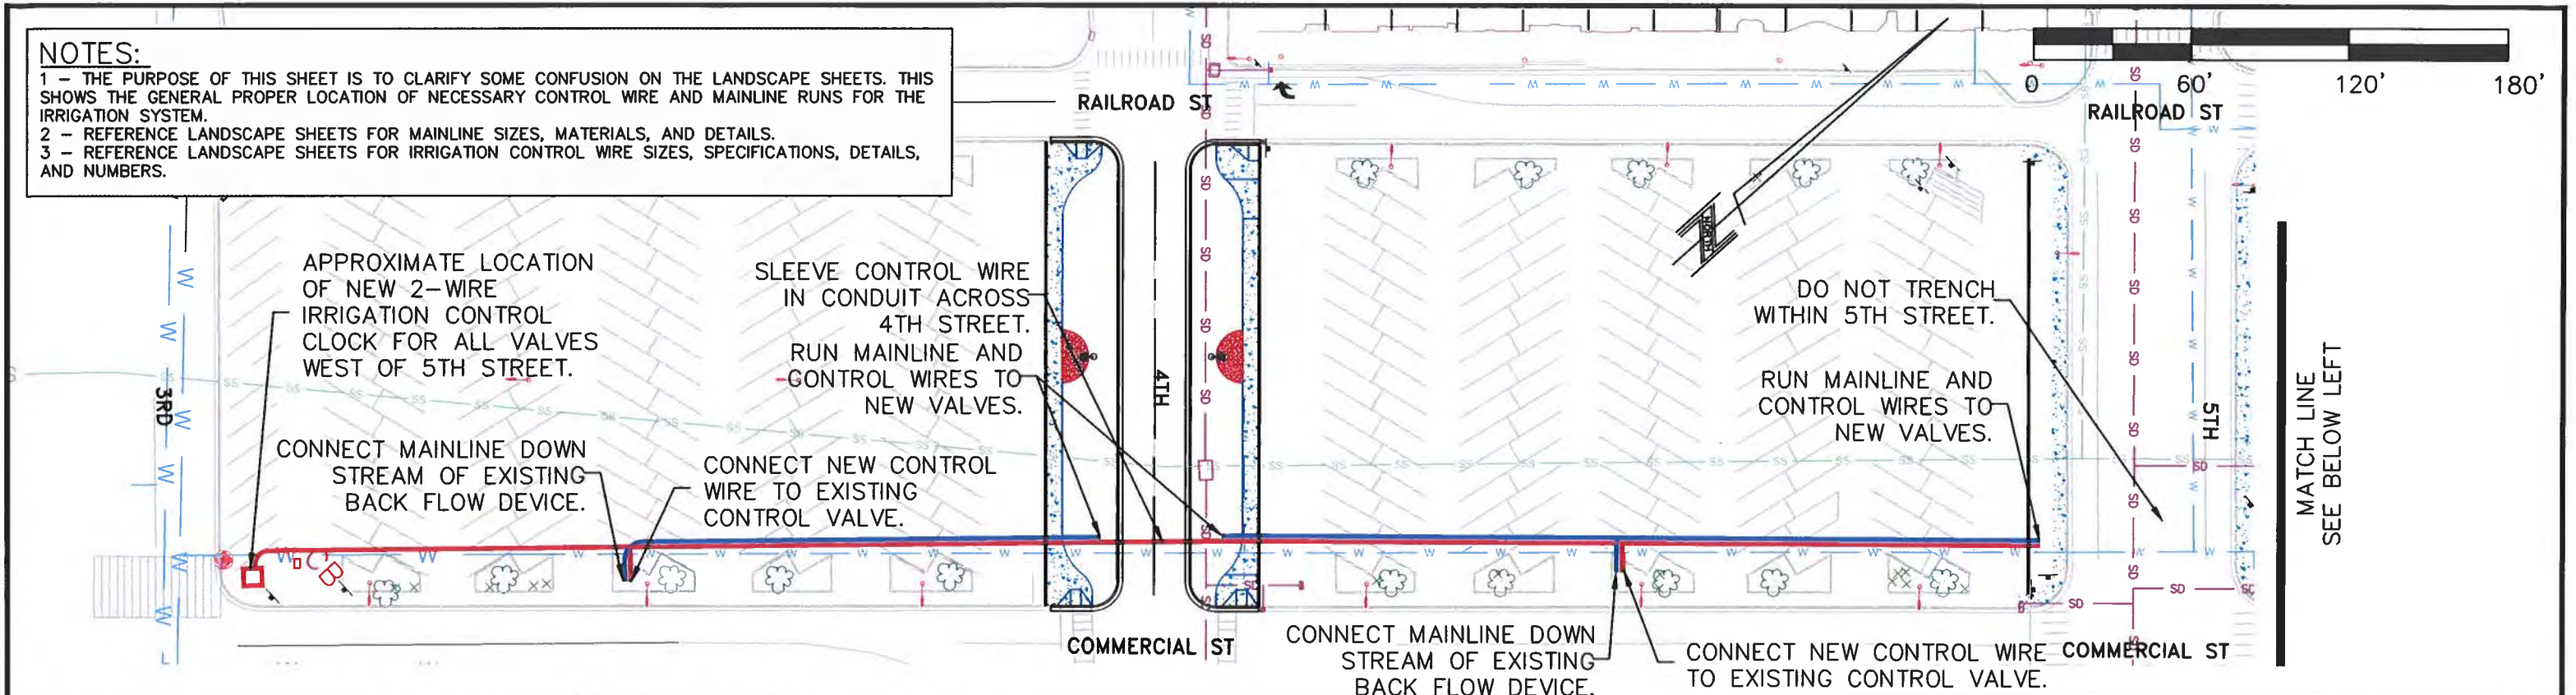 NOTES:
1 – THE PURPOSE OF THIS SHEET IS TO CLARIFY SOME CONFUSION ON THE LANDSCAPE SHEETS. THIS
SHOWS THE GENERAL PROPER LOCATION OF NECESSARY CONTROL WIRE AND MAINLINE RUNS FOR THE
IRRIGATION SYSTEM.
2 – REFERENCE LANDSCAPE SHEETS FOR MAINLINE SIZES, MATERIALS, AND DETAILS.
3 – REFERENCE LANDSCAPE SHEETS FOR IRRIGATION CONTROL WIRE SIZES, SPECIFICATIONS, DETAILS,
AND NUMBERS.
0 60' 120' 180'
RAILROAD ST
RAILROAD ST
NORTH
APPROXIMATE LOCATION
OF NEW 2–WIRE
IRRIGATION CONTROL
CLOCK FOR ALL VALVES
WEST OF 5TH STREET.
SLEEVE CONTROL WIRE
IN CONDUIT ACROSS
4TH STREET.
RUN MAINLINE AND
CONTROL WIRES TO
NEW VALVES.
DO NOT TRENCH
WITHIN 5TH STREET.
RUN MAINLINE AND
CONTROL WIRES TO
NEW VALVES.
3RD
4TH
5TH
MATCH LINE
SEE BELOW LEFT
CONNECT MAINLINE DOWN
STREAM OF EXISTING
BACK FLOW DEVICE.
CONNECT NEW CONTROL
WIRE TO EXISTING
CONTROL VALVE.
CB
COMMERCIAL ST
CONNECT MAINLINE DOWN
STREAM OF EXISTING
BACK FLOW DEVICE.
CONNECT NEW CONTROL WIRE
TO EXISTING CONTROL VALVE.
COMMERCIAL ST
W
SD
SS